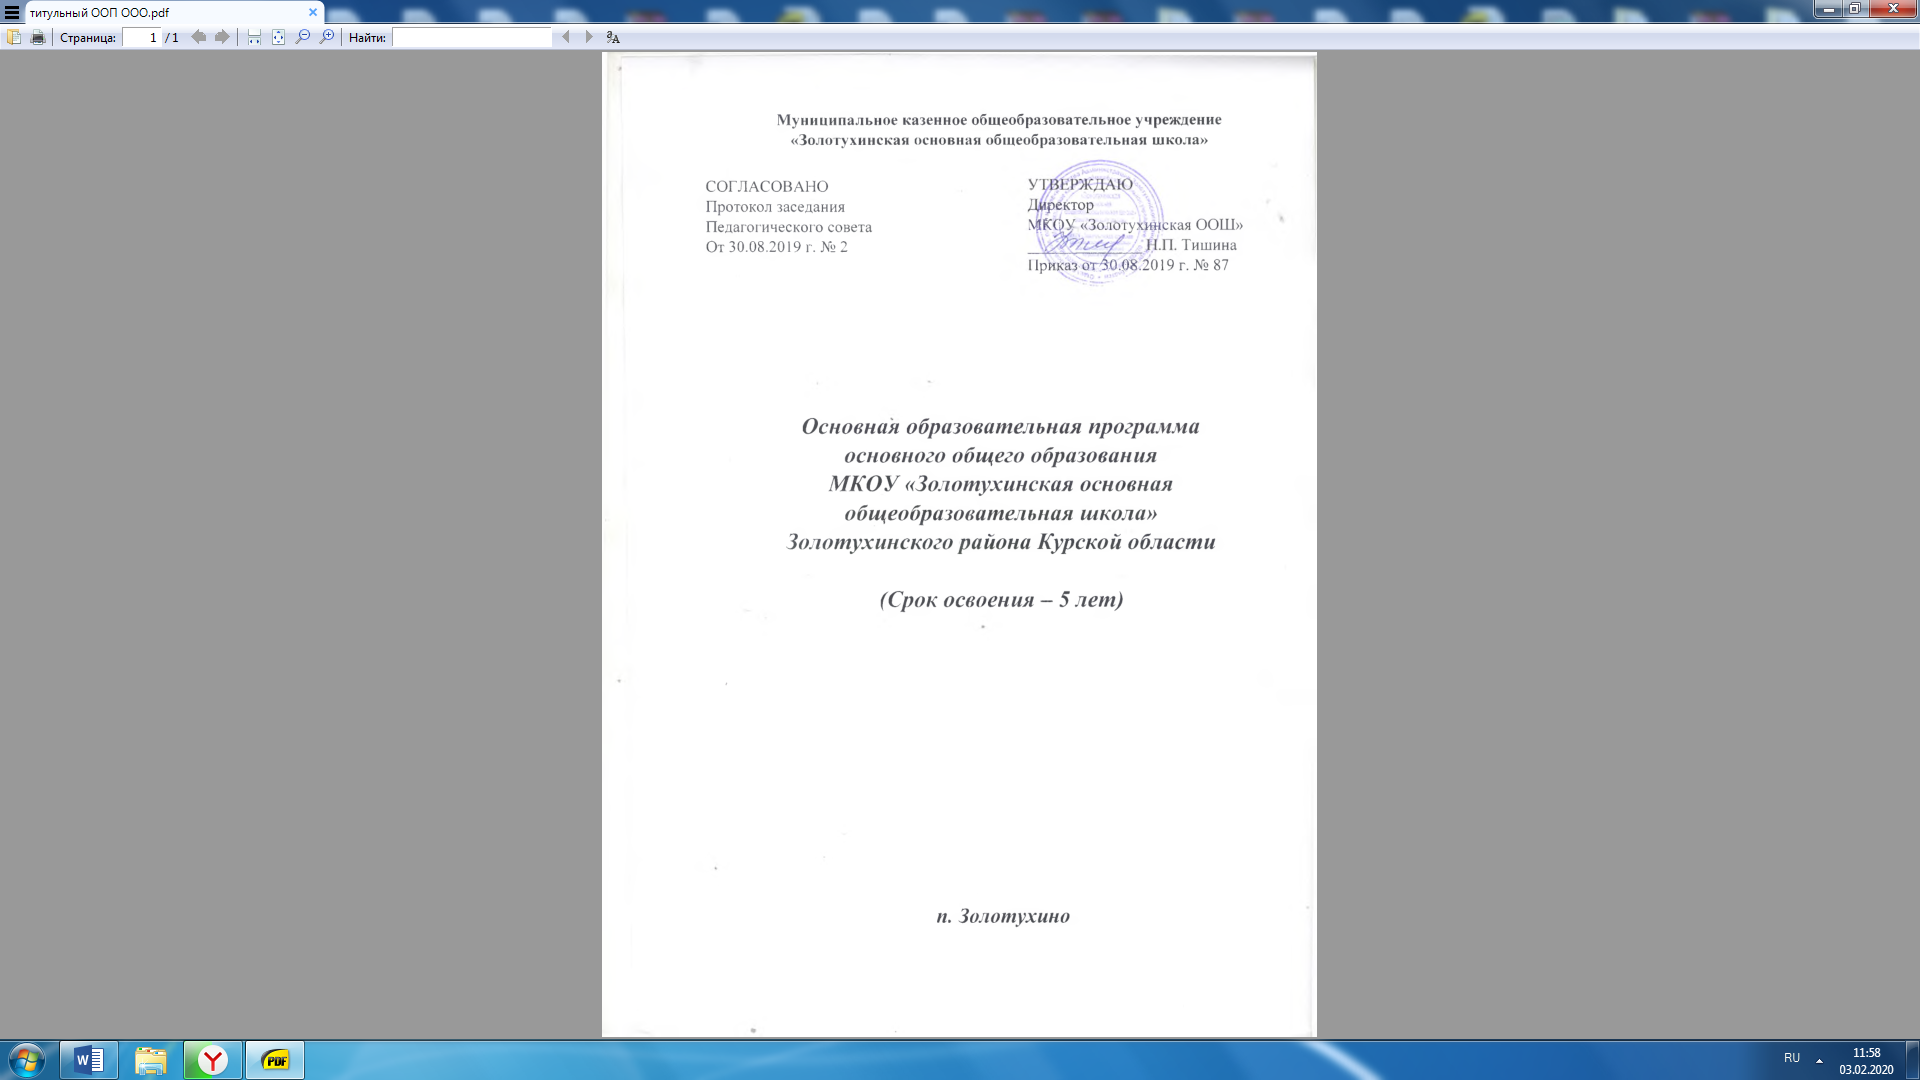 титульный ООП ООО.pdf
Страница: 1 / 1 Найти:
Муниципальное казенное общеобразовательное учреждение
«Золотухинская основная общеобразовательная школа»
СОГЛАСОВАНО
Протокол заседания
Педагогического совета
От 30.08.2019 г. № 2
УТВЕРЖДАЮ
Директор
МКОУ «Золотухинская ООШ»
Н.П. Тишина
Приказ от 30.08.2019 г. № 87
Основная образовательная программа
основного общего образования
МКОУ «Золотухинская основная
общеобразовательная школа»
Золотухинского района Курской области
(Срок освоения – 5 лет)
п. Золотухино
W
Y
PDF
RU
11:58
03.02.2020